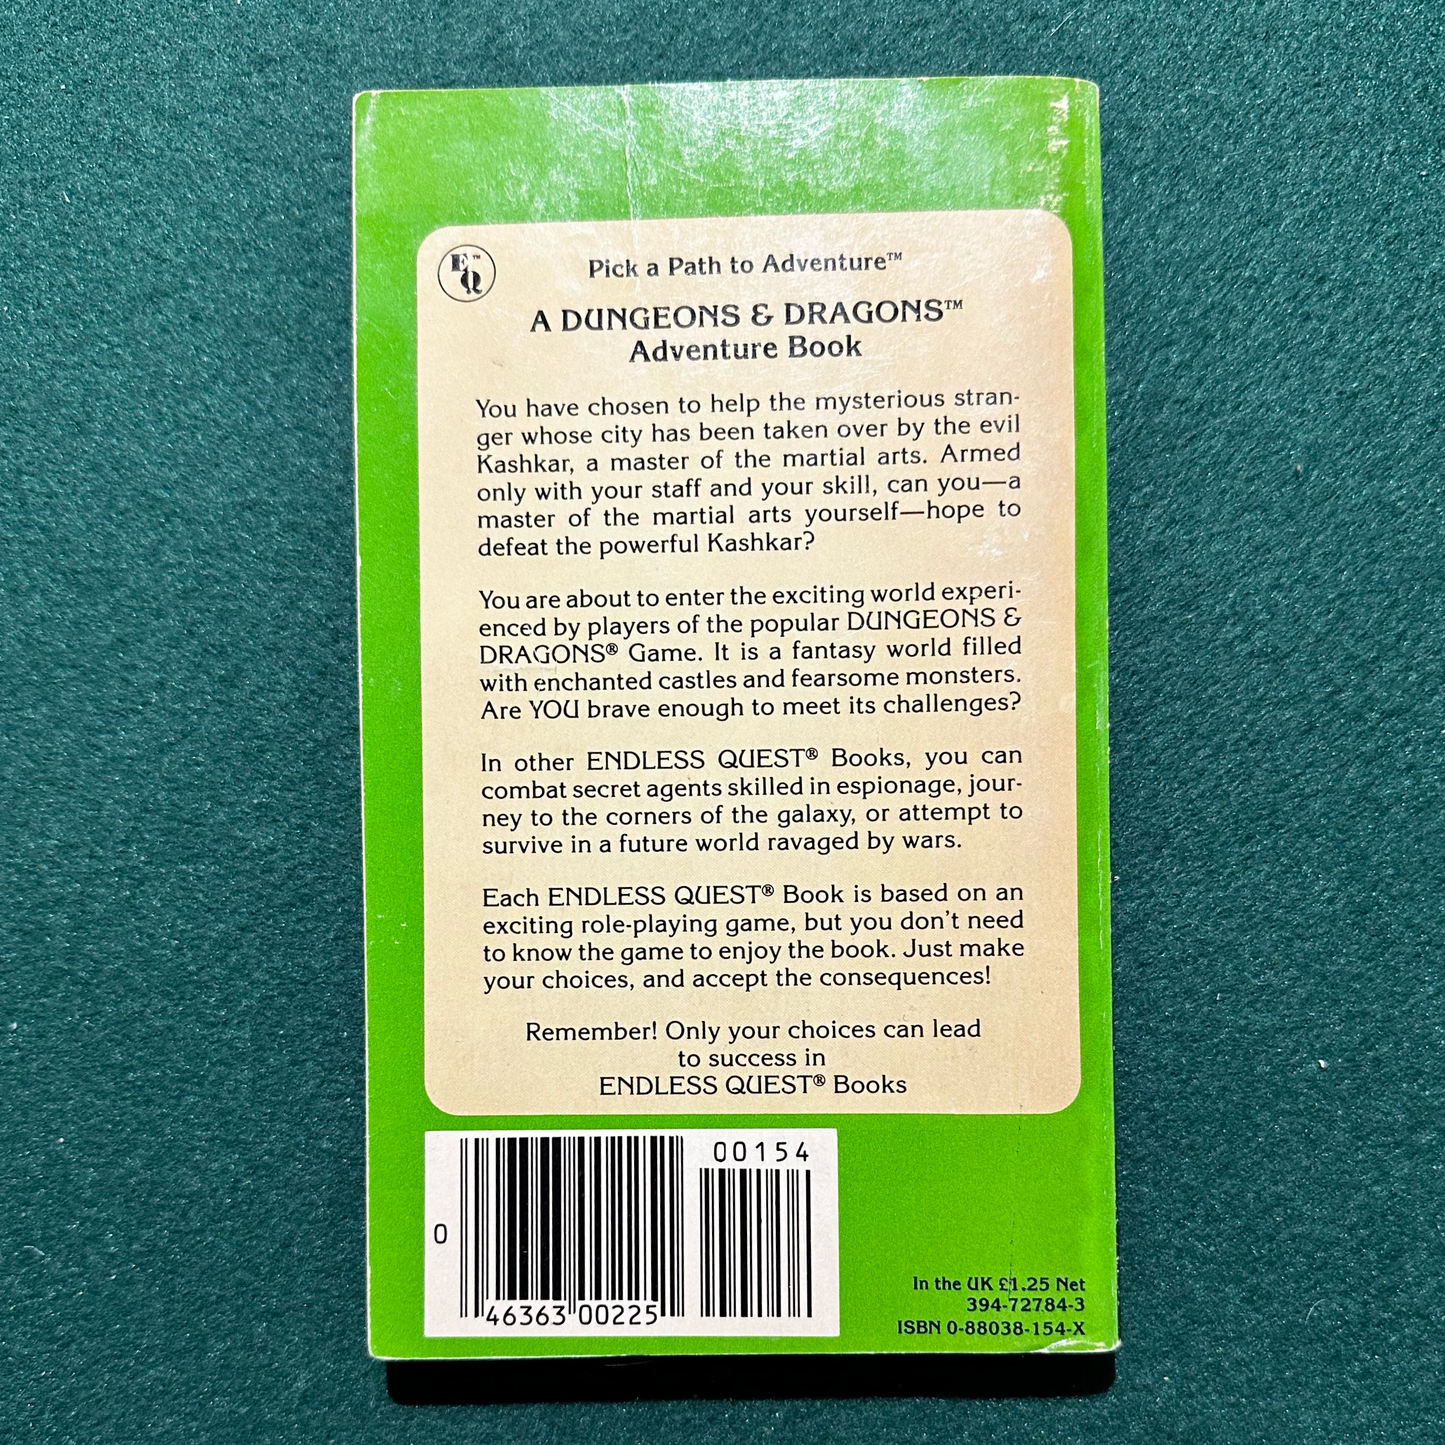 EQ™
Pick a Path to Adventure™
A DUNGEONS & DRAGONS™
Adventure Book
You have chosen to help the mysterious stran-
ger whose city has been taken over by the evil
Kashkar, a master of the martial arts. Armed
only with your staff and your skill, can you—a
master of the martial arts yourself—hope to
defeat the powerful Kashkar?
You are about to enter the exciting world experi-
enced by players of the popular DUNGEONS &
DRAGONS® Game. It is a fantasy world filled
with enchanted castles and fearsome monsters.
Are YOU brave enough to meet its challenges?
In other ENDLESS QUEST® Books, you can
combat secret agents skilled in espionage, jour-
ney to the corners of the galaxy, or attempt to
survive in a future world ravaged by wars.
Each ENDLESS QUEST® Book is based on an
exciting role-playing game, but you don't need
to know the game to enjoy the book. Just make
your choices, and accept the consequences!
Remember! Only your choices can lead
to success in
ENDLESS QUEST® Books
00154
0
46363 00225
In the UK £1.25 Net
394-72784-3
ISBN 0-88038-154-X